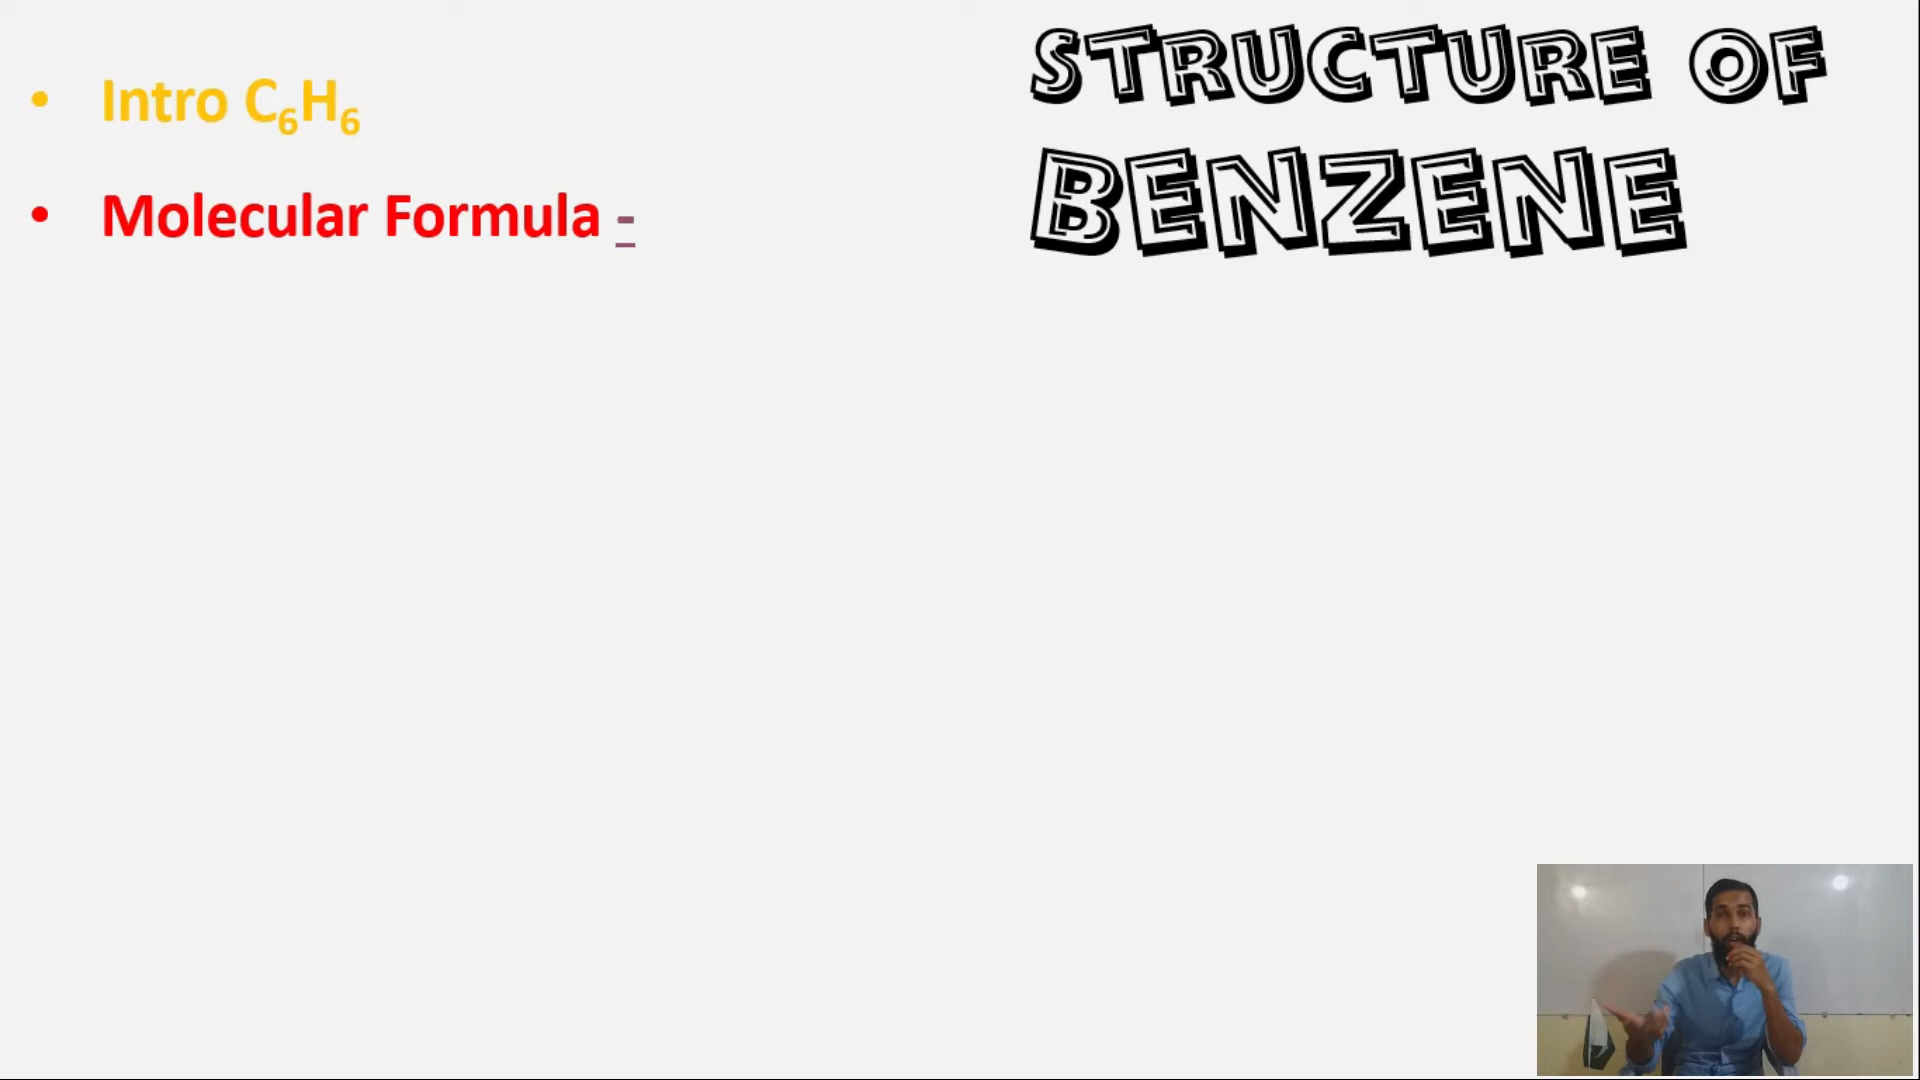 STRUCTURE OF
BENZENE
• Intro C₆H₆
• Molecular Formula -